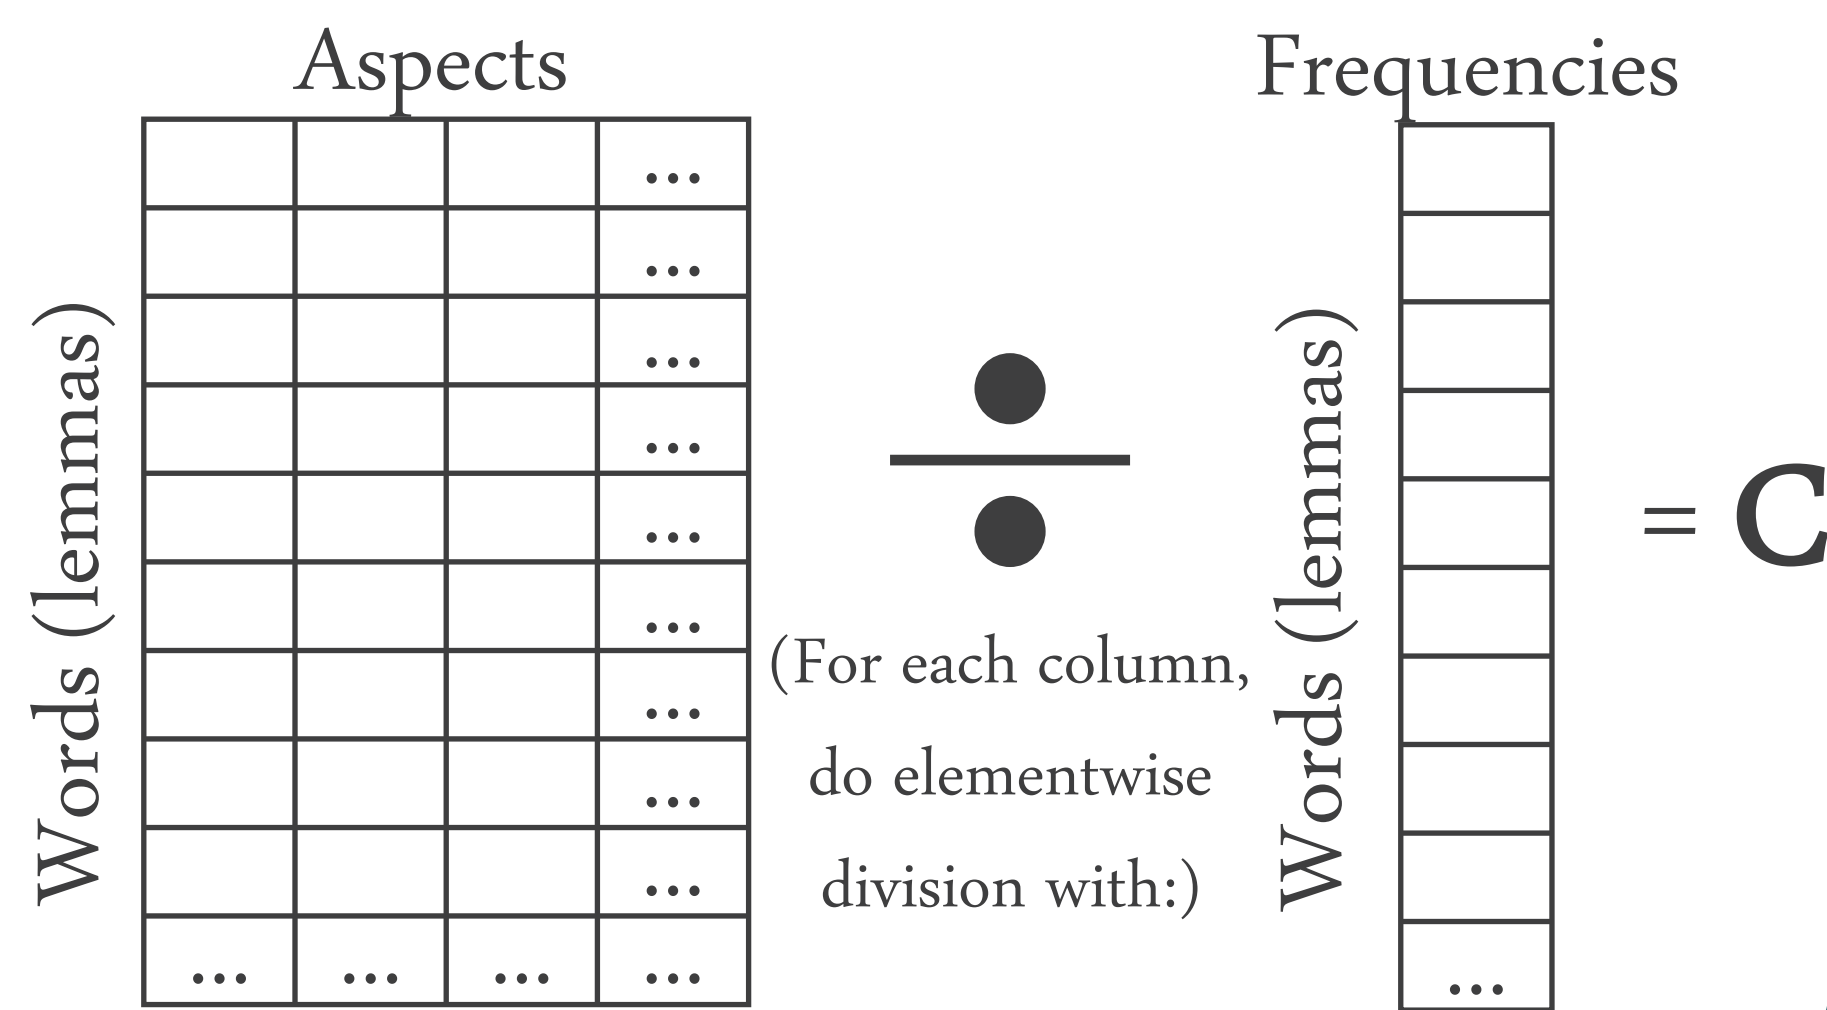 Aspects
Words (lemmas)
...
...
...
...
...
...
...
...
...
... ... ... ...
÷
(For each column,
do elementwise
division with:)
Frequencies
Words (lemmas)
...
= C